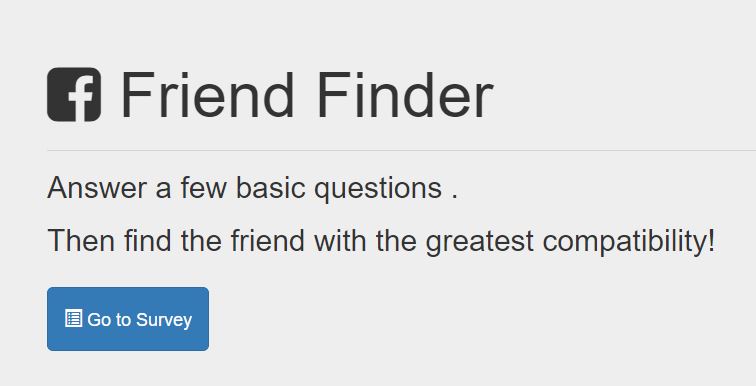 Friend Finder
Answer a few basic questions .
Then find the friend with the greatest compatibility!
Go to Survey